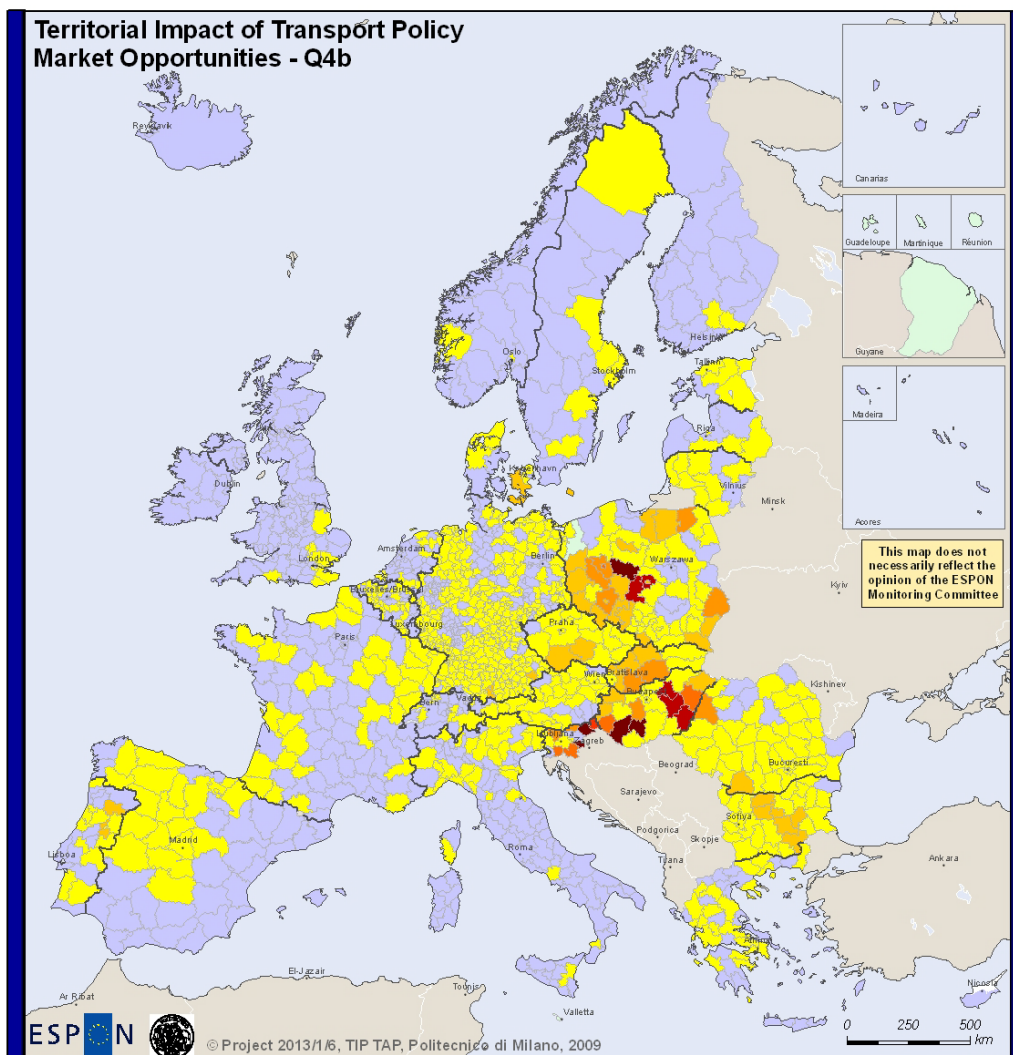 Territorial Impact of Transport Policy
Market Opportunities - Q4b
Reykjavik
Canarias
Guadeloupe
Martinique
Réunion
Guyane
Madeira
Acores
This map does not
necessarily reflect the
opinion of the ESPON
Monitoring Committee
Oslo
Helsinki
Stockholm
Tallinn
Riga
Dublin
København
Vilnius
Minsk
London
Amsterdam
Berlin
Warszawa
Bruxelles/Brussel
Kyiv
Luxembourg
Praha
Paris
Wien
Bratislava
Kishinev
Bern
Vaduz
Budapest
Ljubljana
Zagreb
Beograd
Bucuresti
Sarajevo
Sofiya
Podgorica
Skopje
Madrid
Roma
Tirana
Lisboa
Ankara
Athina
El-Jazair
Tounis
Nicosia
Ar Ribat
Valletta
0 250 500
km
ESPON
© Project 2013/1/6, TIP TAP, Politecnico di Milano, 2009